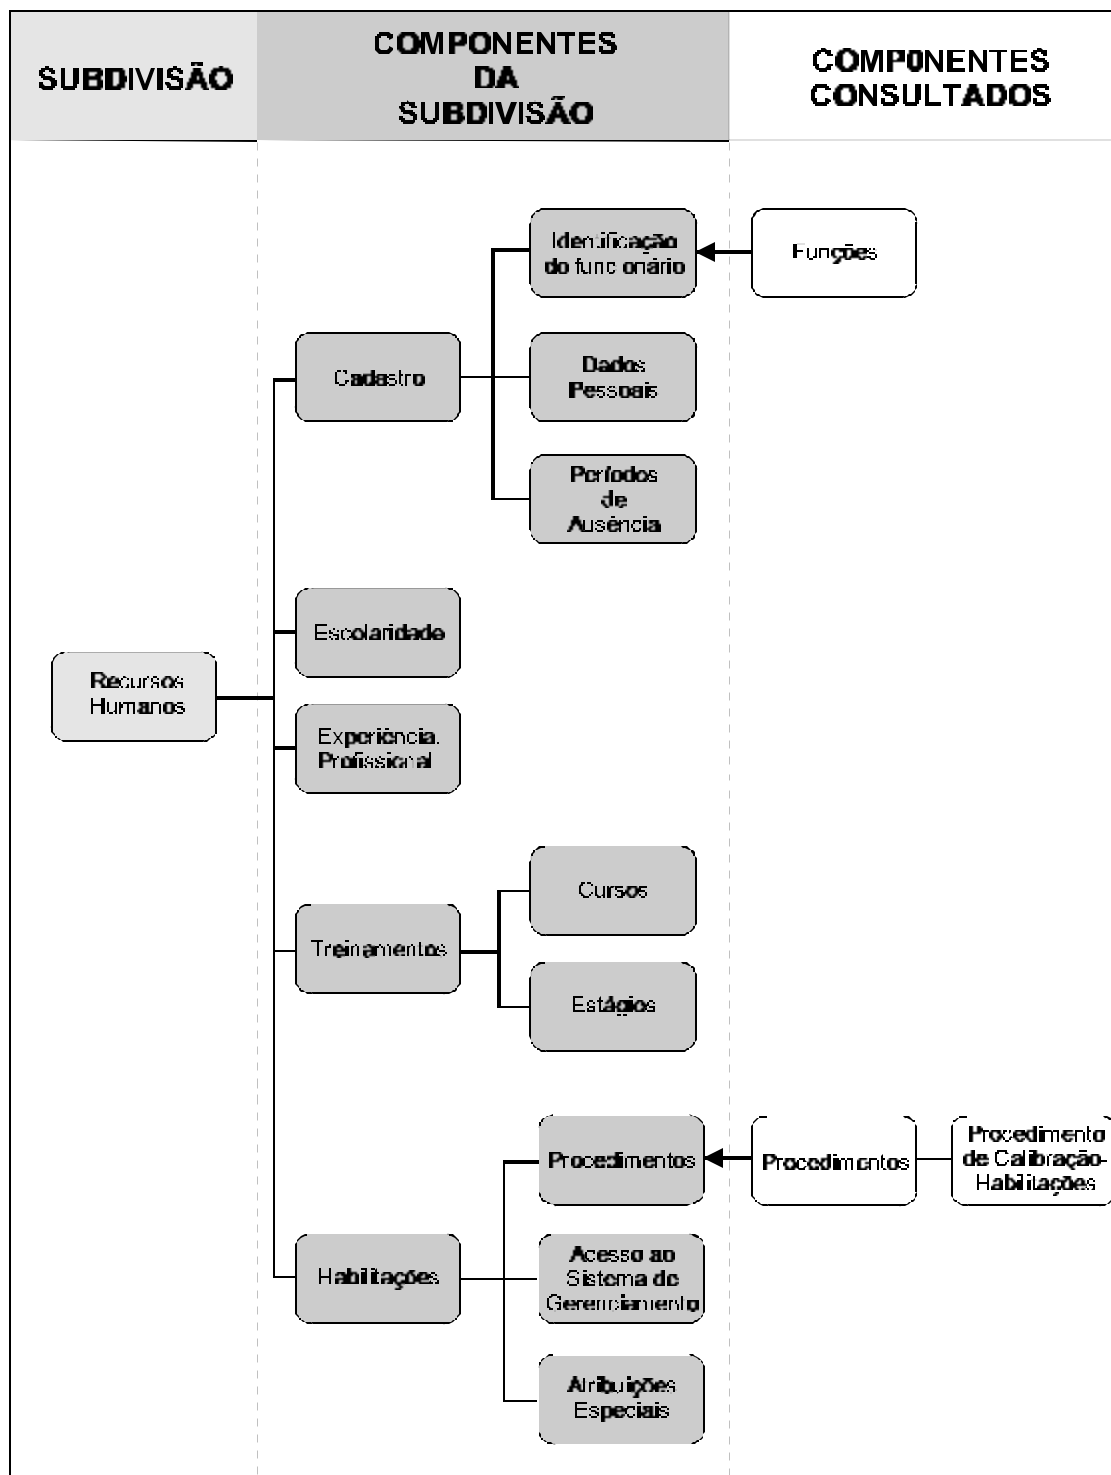 SUBDIVISÃO
COMPONENTES
DA
SUBDIVISÃO
COMPONENTES
CONSULTADOS
Identificação
do funcionário
Funções
Cadastro
Dados
Pessoais
Períodos
de
Ausência
Escolaridade
Recursos
Humanos
Experiência
Profissional
Cursos
Treinamentos
Estágios
Procedimentos
Procedimentos
Procedimento
de Calibração-
Habilitações
Habilitações
Acesso ao
Sistema de
Gerenciamento
Atribuições
Especiais